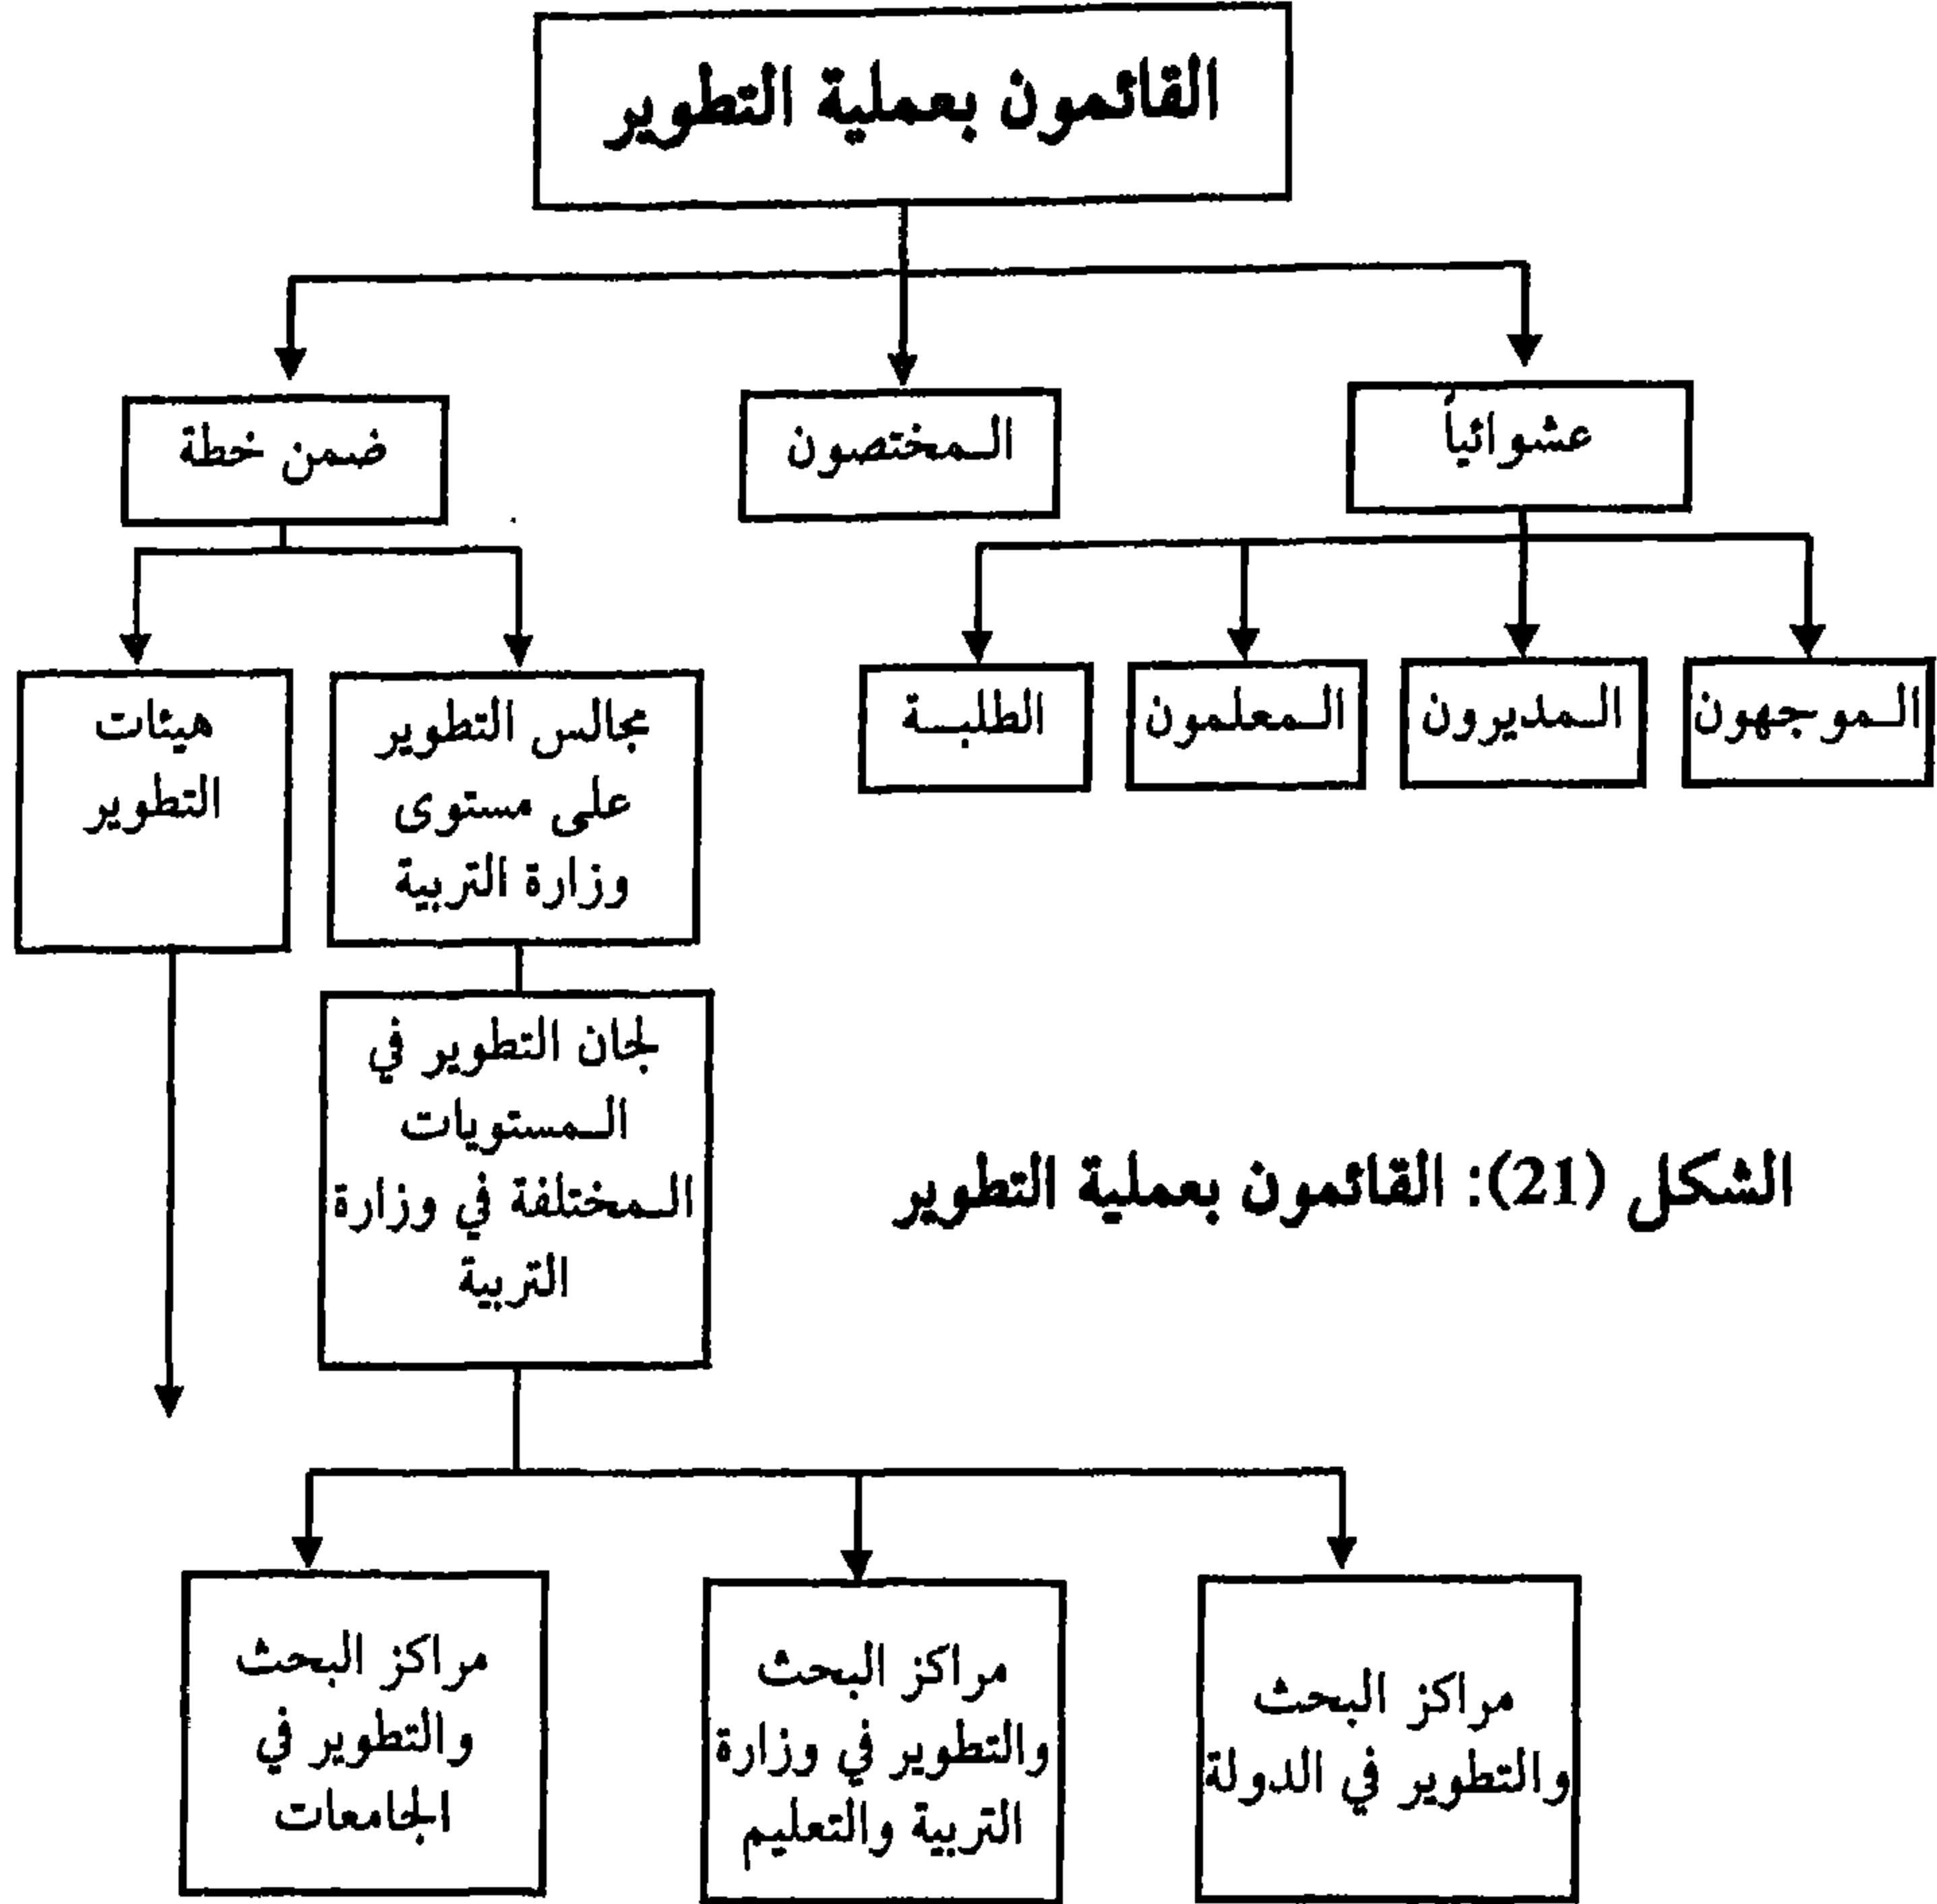 القائمون بعملية التطوير
عشوائياً
المختصون
ضمن خطة
الموجهون
المديرون
المعلمون
الطلبة
مجالس التطوير
على مستوى
وزارة التربية
هيئات
التطوير
لجان التطوير في
المستويات
المختلفة في وزارة
التربية
الشكل (21): القائمون بعملية التطوير
مراكز البحث
والتطوير في الدولة
مراكز البحث
والتطوير في وزارة
التربية والتعليم
مراكز البحث
والتطوير في
الجامعات